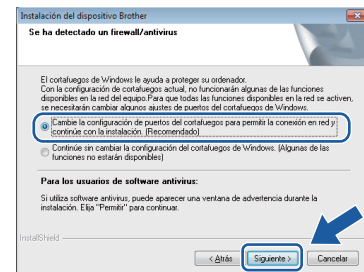 Instalación del dispositivo Brother
Se ha detectado un firewall/antivirus
El cortafuegos de Windows le ayuda a proteger su ordenador.
Con la configuración de cortafuegos actual, no funcionarán algunas de las funciones
disponibles en la red del equipo.Para que todas las funciones disponibles en la red se activen,
se necesitarán cambiar algunos ajustes de puertos del cortafuegos de Windows.
Cambie la configuración de puertos del cortafuegos para permitir la conexión en red y
continúe con la instalación. (Recomendado)
Continúe sin cambiar la configuración del cortafuegos de Windows. (Algunas de las
funciones no estarán disponibles)
Para los usuarios de software antivirus:
Si utiliza software antivirus, puede aparecer una ventana de advertencia durante la
instalación. Elija "Permitir" para continuar.
InstallShield
< Atrás
Siguiente >
Cancelar